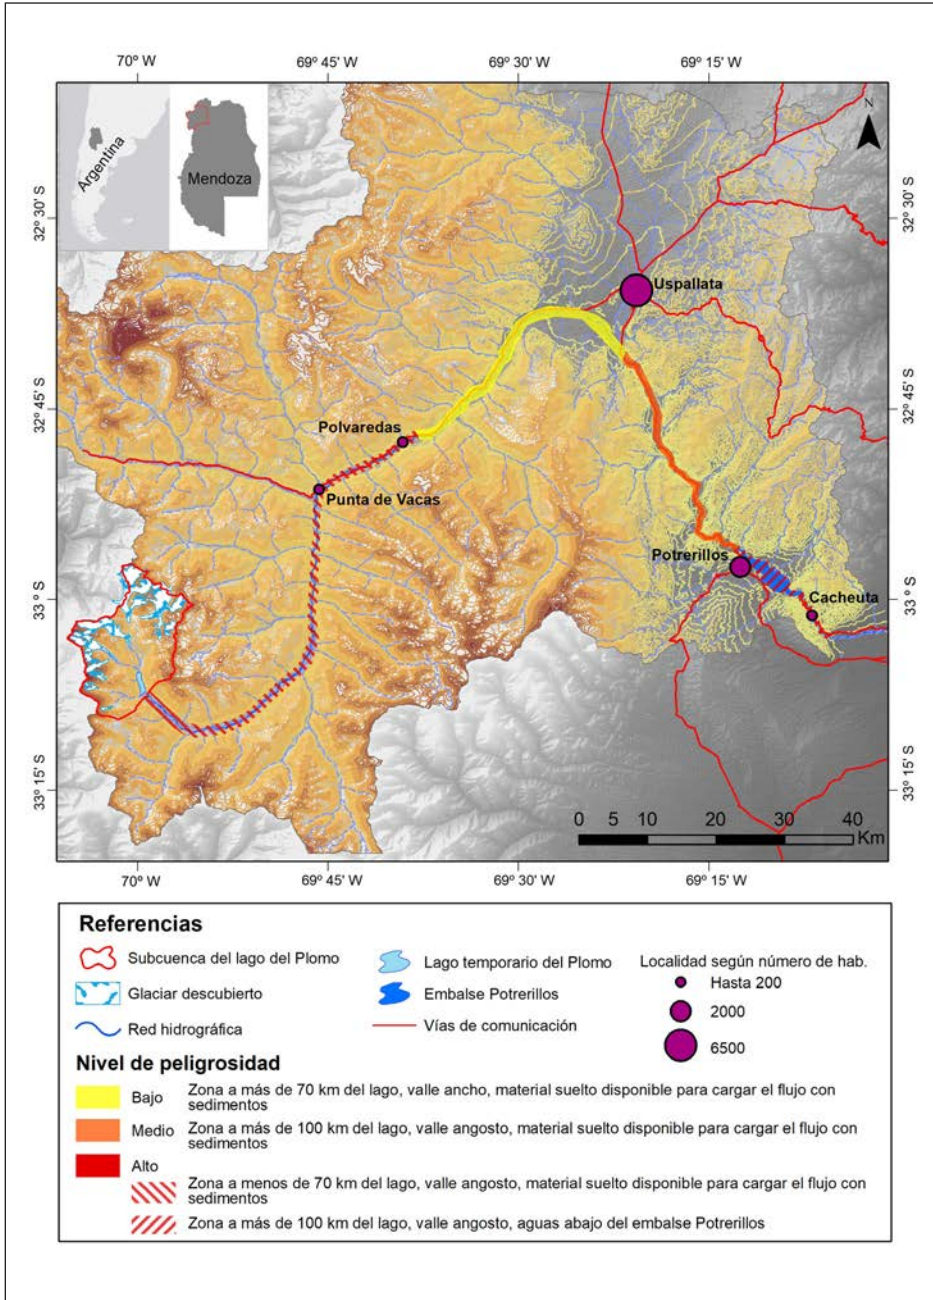 70º W
69º 45' W
69º 30' W
69º 15' W
N
Argentina
Mendoza
32º 30' S
32º 30' S
Uspallata
32º 45' S
Polvaredas
32º 45' S
Punta de Vacas
Potrerillos
33º S
Cacheuta
33º S
33º 15' S
33º 15' S
0 5 10 20 30 40
Km
70º W
69º 45' W
69º 30' W
69º 15' W
Referencias
Subcuenca del lago del Plomo
Glaciar descubierto
Red hidrográfica
Lago temporario del Plomo
Embalse Potrerillos
Vías de comunicación
Localidad según número de hab.
Hasta 200
2000
6500
Nivel de peligrosidad
Bajo
Zona a más de 70 km del lago, valle ancho, material suelto disponible para cargar el flujo con
sedimentos
Medio
Zona a más de 100 km del lago, valle angosto, material suelto disponible para cargar el flujo con
sedimentos
Alto
Zona a menos de 70 km del lago, valle angosto, material suelto disponible para cargar el flujo con
sedimentos
Zona a más de 100 km del lago, valle angosto, aguas abajo del embalse Potrerillos